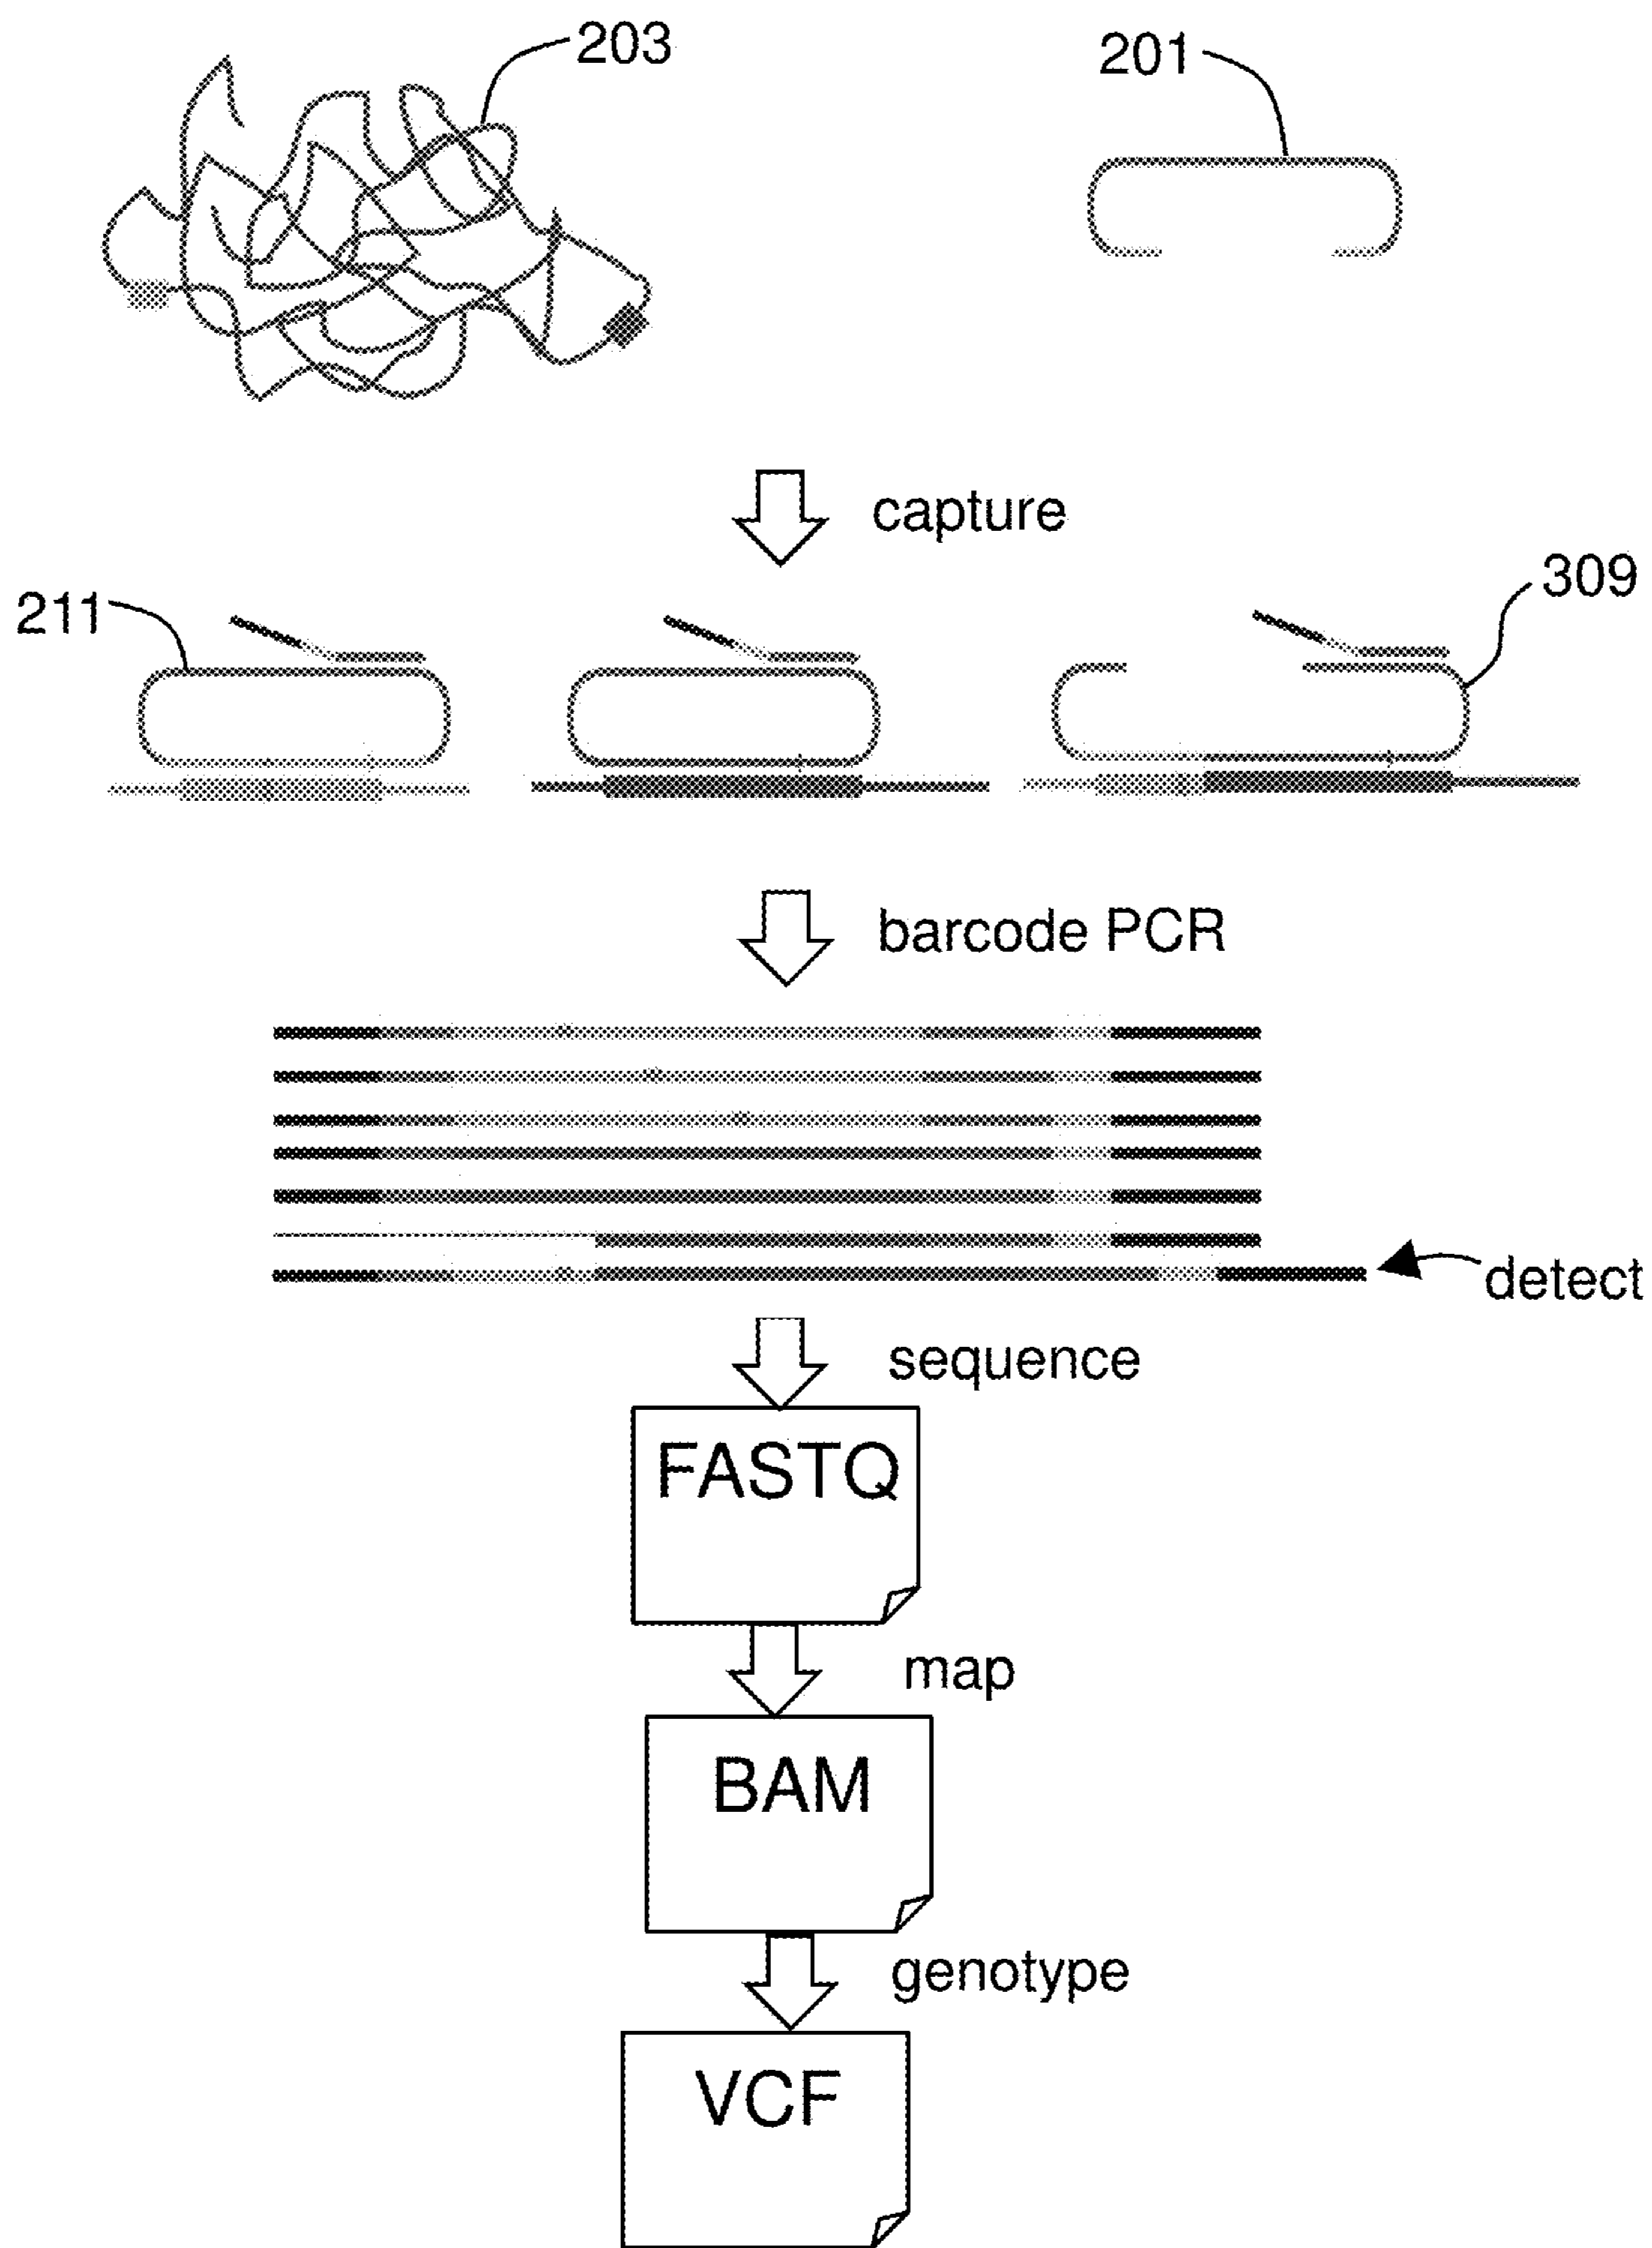 203
201
capture
211
309
barcode PCR
detect
sequence
FASTQ
map
BAM
genotype
VCF